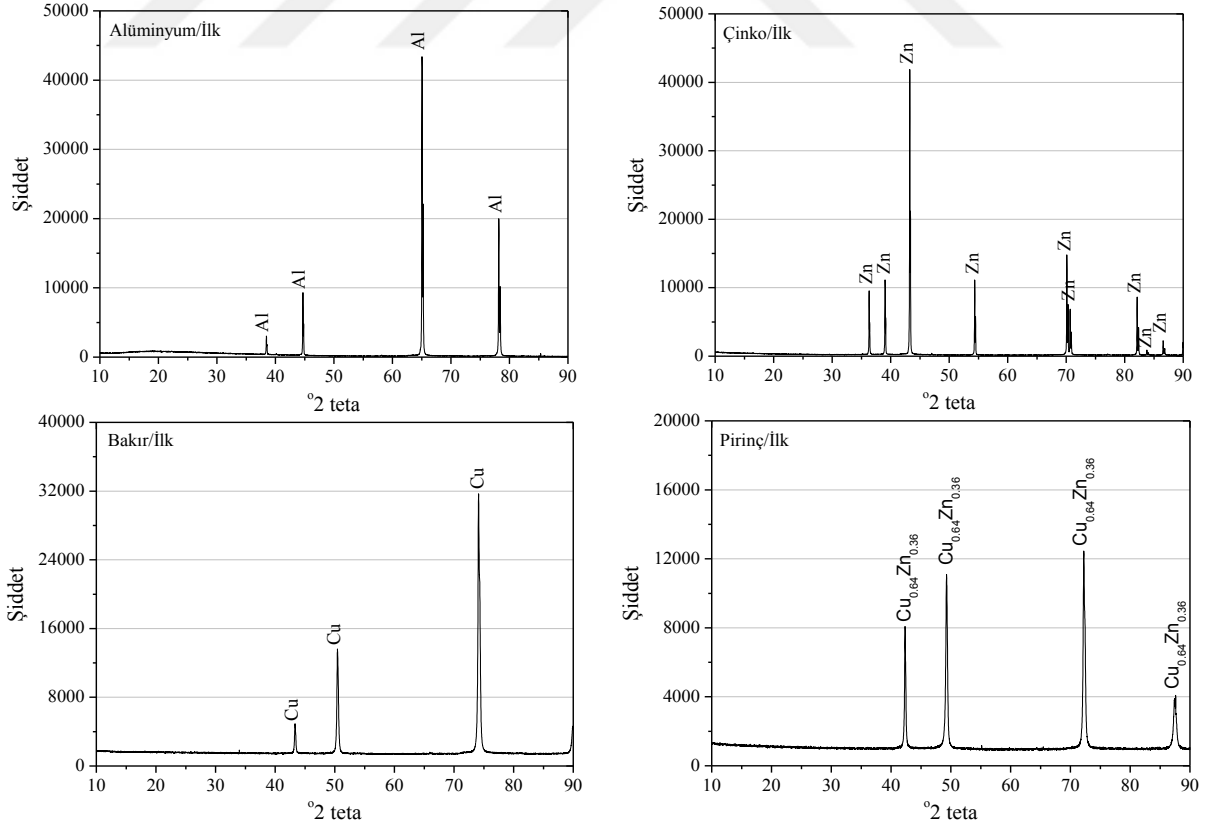 Alüminyum/İlk
Şiddet
50000
40000
30000
20000
10000
0
Al
Al
Al
Al
10 20 30 40 50 60 70 80 90
°2 teta
Çinko/İlk
Şiddet
50000
40000
30000
20000
10000
0
Zn
Zn
Zn
Zn
Zn
Zn
Zn
Zn
Zn
10 20 30 40 50 60 70 80 90
°2 teta
Bakır/İlk
Şiddet
40000
32000
24000
16000
8000
0
Cu
Cu
Cu
10 20 30 40 50 60 70 80 90
°2 teta
Pirinç/İlk
Şiddet
20000
16000
12000
8000
4000
0
Cu0.64Zn0.36
Cu0.64Zn0.36
Cu0.64Zn0.36
Cu0.64Zn0.36
10 20 30 40 50 60 70 80 90
°2 teta